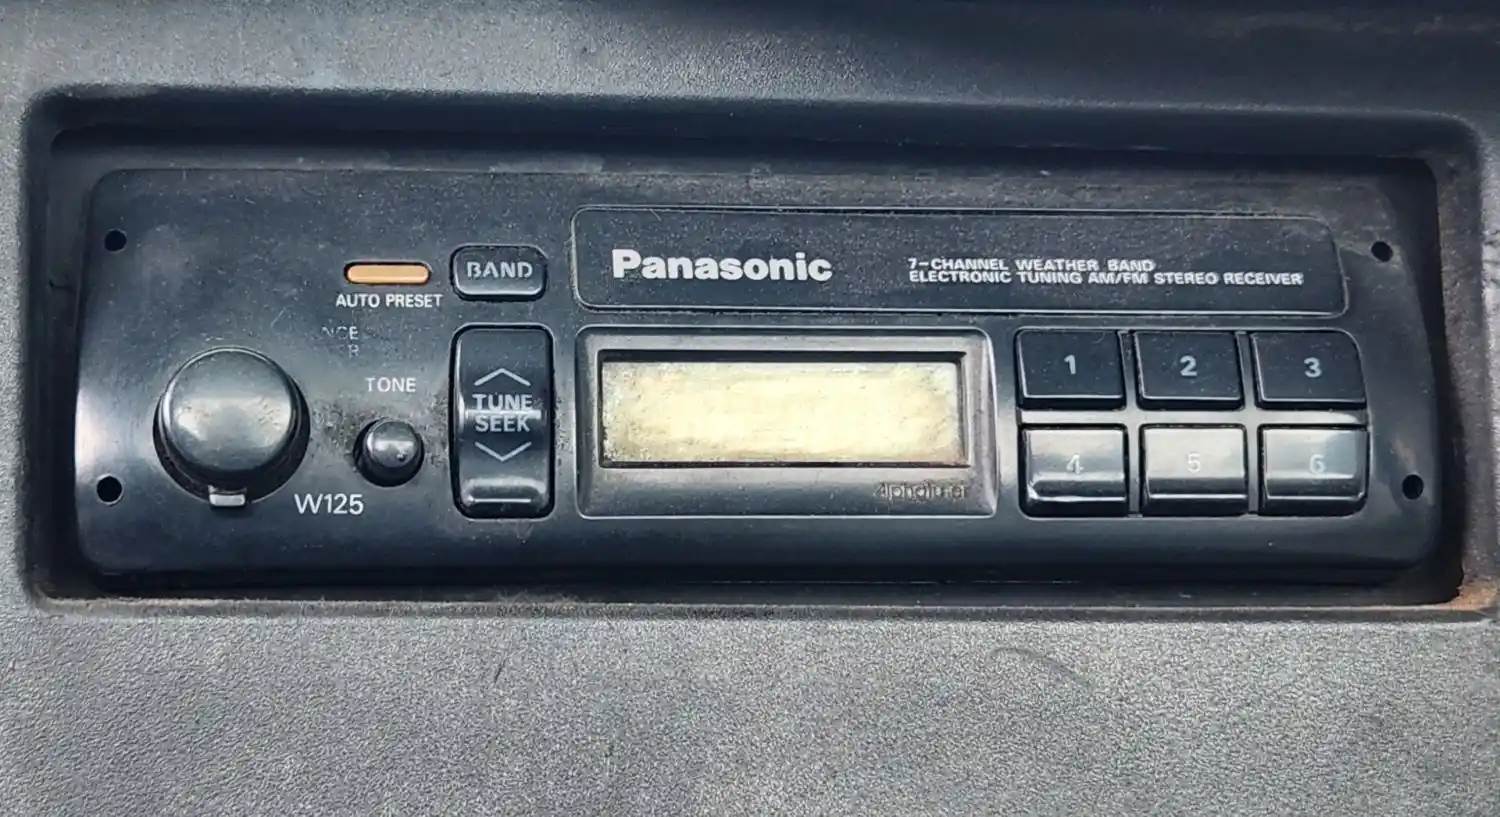 Panasonic
7-CHANNEL WEATHER BAND
ELECTRONIC TUNING AM/FM STEREO RECEIVER
BAND
AUTO PRESET
TONE
TUNE
SEEK
W125
1
2
3
4
5
6